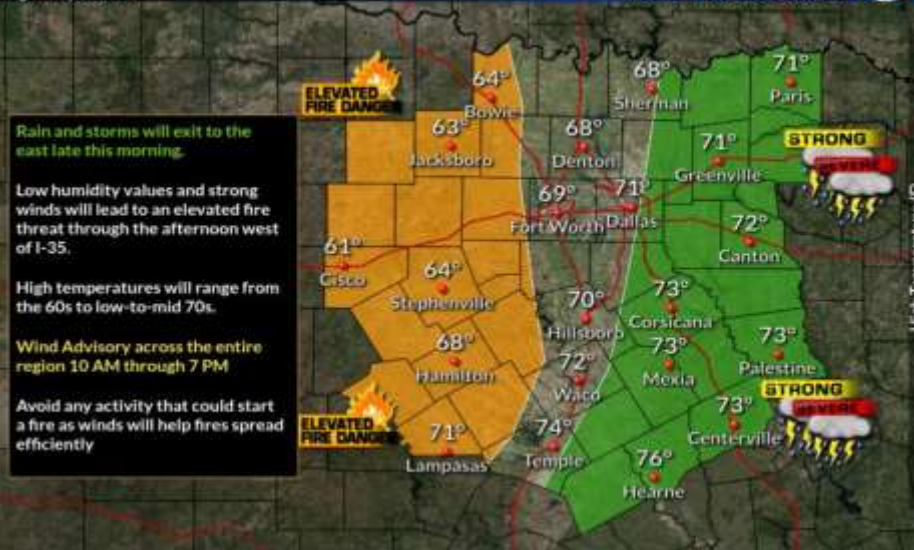 ELEVATED
FIRE DANGER
Rain and storms will exit to the
east late this morning.
Low humidity values and strong
winds will lead to an elevated fire
threat through the afternoon west
of I-35.
High temperatures will range from
the 60s to low-to-mid 70s.
Wind Advisory across the entire
region 10 AM through 7 PM
Avoid any activity that could start
a fire as winds will help fires spread
efficiently
ELEVATED
FIRE DANGER
64°
Bowie
68°
Sherman
71°
Paris
63°
Jacksboro
68°
Denton
71°
Greenville
STRONG
SEVERE
69°
Fort Worth
71°
Dallas
72°
Canton
61°
Cisco
64°
Stephenville
70°
Hillsboro
73°
Corsicana
68°
Hamilton
72°
Waco
73°
Mexia
73°
Palestine
STRONG
SEVERE
71°
Lampasas
74°
Temple
73°
Centerville
76°
Hearne